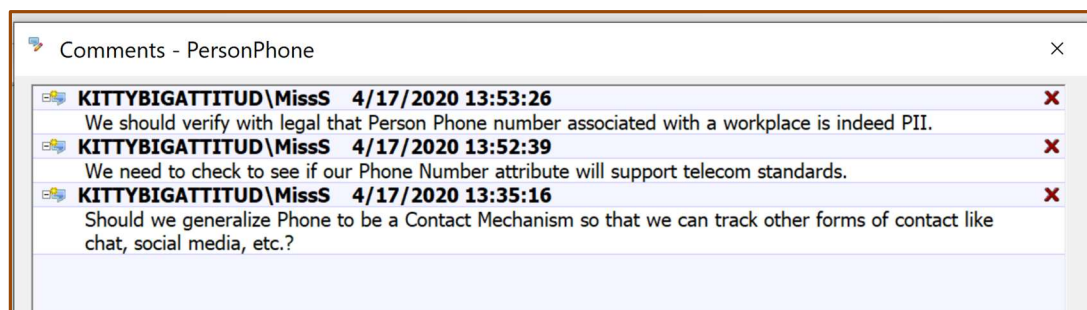 Comments - PersonPhone
KITTYBIGATTITUD\MissS 4/17/2020 13:53:26
We should verify with legal that Person Phone number associated with a workplace is indeed PII.
KITTYBIGATTITUD\MissS 4/17/2020 13:52:39
We need to check to see if our Phone Number attribute will support telecom standards.
KITTYBIGATTITUD\MissS 4/17/2020 13:35:16
Should we generalize Phone to be a Contact Mechanism so that we can track other forms of contact like
chat, social media, etc.?